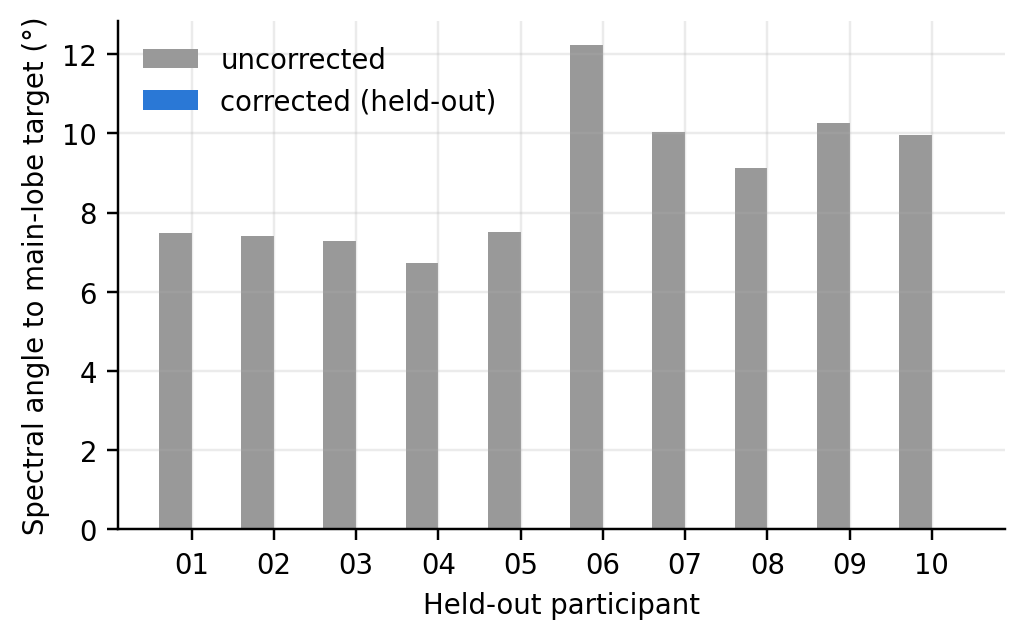 Spectral angle to main-lobe target (°)
12
10
8
6
4
2
0
uncorrected
corrected (held-out)
01 02 03 04 05 06 07 08 09 10
Held-out participant